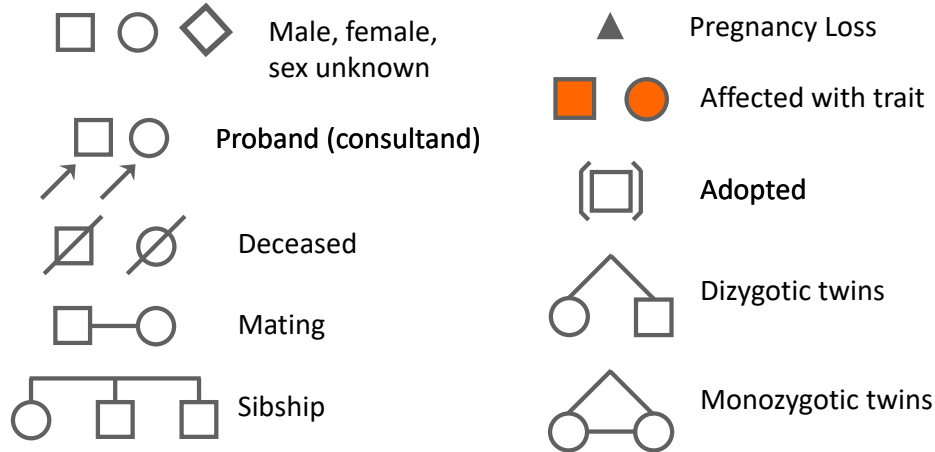 Male, female,
sex unknown
Proband (consultand)
Deceased
Mating
Sibship
Pregnancy Loss
Affected with trait
Adopted
Dizygotic twins
Monozygotic twins